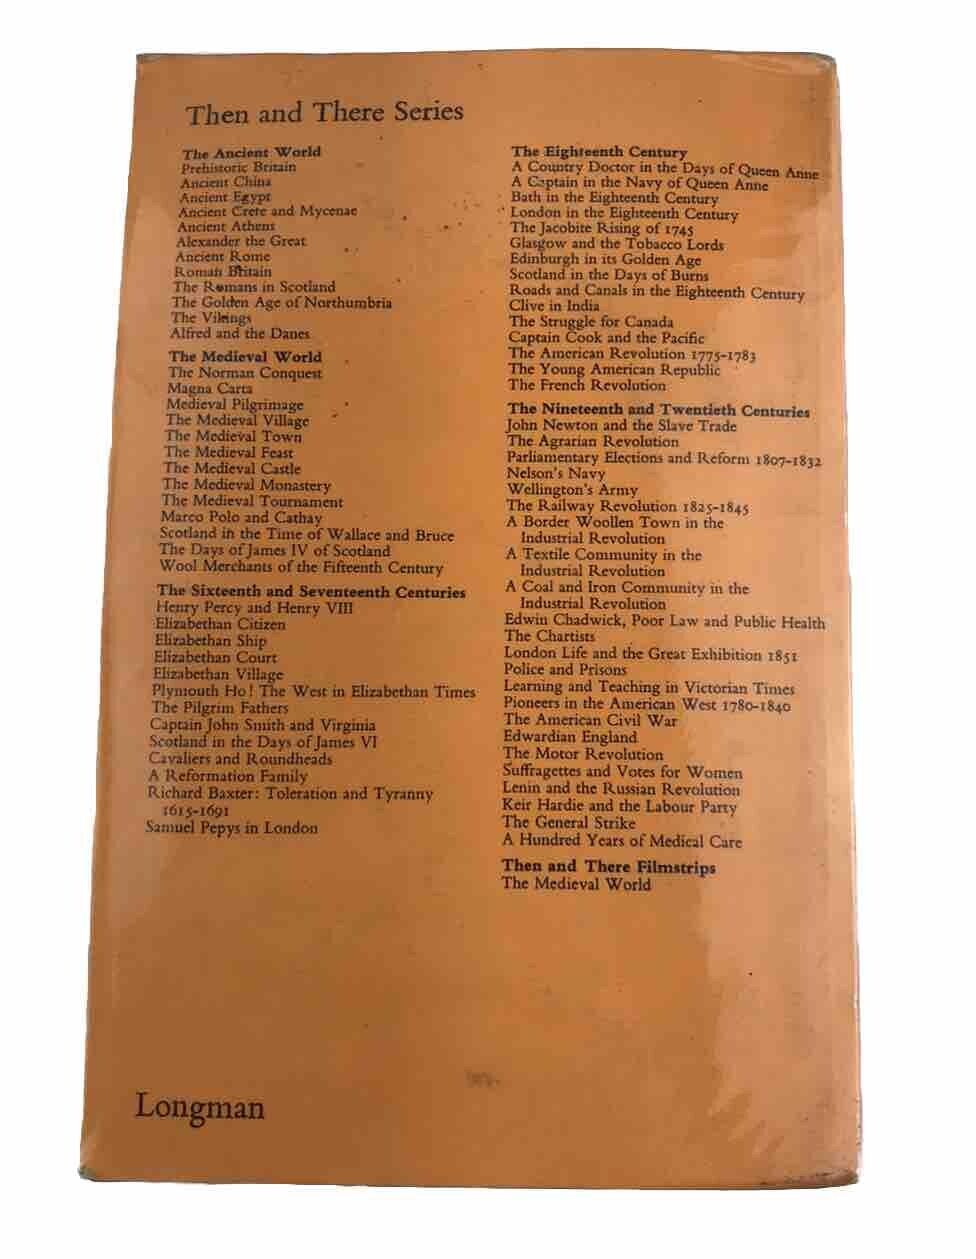 Then and There Series
The Ancient World
Prehistoric Britain
Ancient China
Ancient Egypt
Ancient Crete and Mycenae
Ancient Athens
Alexander the Great
Ancient Rome
Roman Britain
The Romans in Scotland
The Golden Age of Northumbria
The Vikings
Alfred and the Danes
The Medieval World
The Norman Conquest
Magna Carta
Medieval Pilgrimage
The Medieval Village
The Medieval Town
The Medieval Feast
The Medieval Castle
The Medieval Monastery
The Medieval Tournament
Marco Polo and Cathay
Scotland in the Time of Wallace and Bruce
The Days of James IV of Scotland
Wool Merchants of the Fifteenth Century
The Sixteenth and Seventeenth Centuries
Henry Percy and Henry VIII
Elizabethan Citizen
Elizabethan Ship
Elizabethan Court
Elizabethan Village
Plymouth Ho! The West in Elizabethan Times
The Pilgrim Fathers
Captain John Smith and Virginia
Scotland in the Days of James VI
Cavaliers and Roundheads
A Reformation Family
Richard Baxter: Toleration and Tyranny
1615-1691
Samuel Pepys in London
The Eighteenth Century
A Country Doctor in the Days of Queen Anne
A Captain in the Navy of Queen Anne
Bath in the Eighteenth Century
London in the Eighteenth Century
The Jacobite Rising of 1745
Glasgow and the Tobacco Lords
Edinburgh in its Golden Age
Scotland in the Days of Burns
Roads and Canals in the Eighteenth Century
Clive in India
The Struggle for Canada
Captain Cook and the Pacific
The American Revolution 1775-1783
The Young American Republic
The French Revolution
The Nineteenth and Twentieth Centuries
John Newton and the Slave Trade
The Agrarian Revolution
Parliamentary Elections and Reform 1807-1832
Nelson's Navy
Wellington's Army
The Railway Revolution 1825-1845
A Border Woollen Town in the
Industrial Revolution
A Textile Community in the
Industrial Revolution
A Coal and Iron Community in the
Industrial Revolution
Edwin Chadwick, Poor Law and Public Health
The Chartists
London Life and the Great Exhibition 1851
Police and Prisons
Learning and Teaching in Victorian Times
Pioneers in the American West 1780-1840
The American Civil War
Edwardian England
The Motor Revolution
Suffragettes and Votes for Women
Lenin and the Russian Revolution
Keir Hardie and the Labour Party
The General Strike
A Hundred Years of Medical Care
Then and There Filmstrips
The Medieval World
Longman